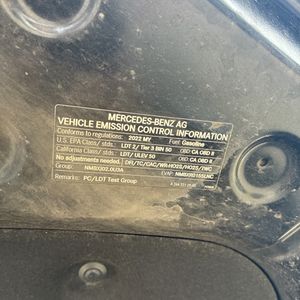 MERCEDES-BENZ AG
VEHICLE EMISSION CONTROL INFORMATION
Conforms to regulations: 2022 MY Fuel: Gasoline
U.S. EPA Class/ stds. LDT 2/ Tier 3 BIN 50 OBD: CA OBD II
California Class/ stds. LDT/ ULEV 50 OBD: CA OBD II
No adjustments needed.
Group:
EVAP:
Remarks: PC/LDT Test Group